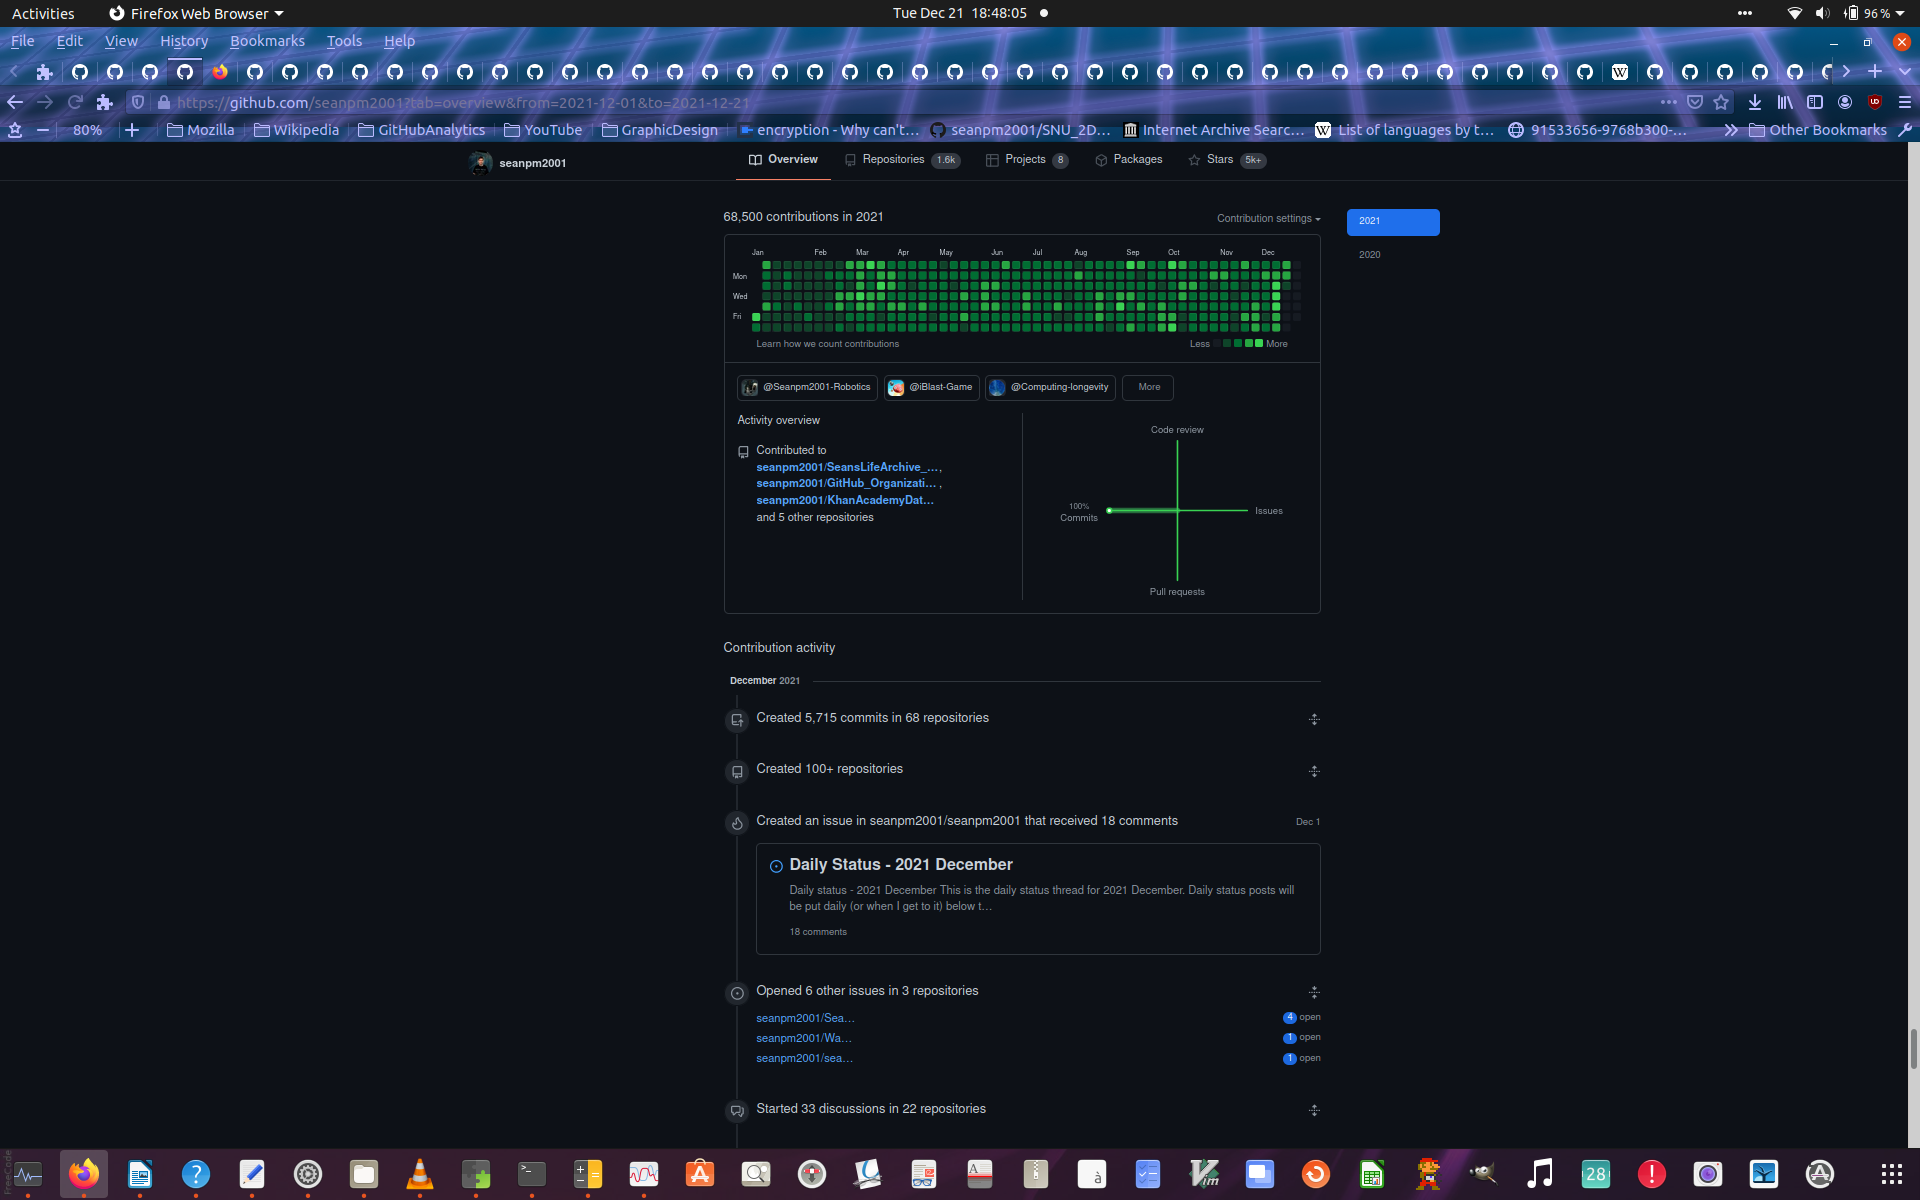 Activities
Firefox Web Browser
Tue Dec 21 18:48:05
96 %
File Edit View History Bookmarks Tools Help
https://github.com/seanpm2001?tab=overview&from=2021-12-01&to=2021-12-21
80%
Mozilla
Wikipedia
GitHubAnalytics
YouTube
GraphicDesign
encryption - Why can't…
seanpm2001/SNU_2D…
Internet Archive Searc…
List of languages by t…
91533656-9768b300-…
Other Bookmarks
seanpm2001
Overview
Repositories 1.6k
Projects 8
Packages
Stars 5k+
68,500 contributions in 2021
Contribution settings
2021
2020
Jan Feb Mar Apr May Jun Jul Aug Sep Oct Nov Dec
Mon
Wed
Fri
Learn how we count contributions
Less
More
@Seanpm2001-Robotics
@iBlast-Game
@Computing-longevity
More
Activity overview
Contributed to
seanpm2001/SeansLifeArchive_…,
seanpm2001/GitHub_Organizati… ,
seanpm2001/KhanAcademyDat…
and 5 other repositories
Code review
100%
Commits
Issues
Pull requests
Contribution activity
December 2021
Created 5,715 commits in 68 repositories
Created 100+ repositories
Created an issue in seanpm2001/seanpm2001 that received 18 comments
Dec 1
Daily Status - 2021 December
Daily status - 2021 December This is the daily status thread for 2021 December. Daily status posts will
be put daily (or when I get to it) below t…
18 comments
Opened 6 other issues in 3 repositories
seanpm2001/Sea…
4 open
seanpm2001/Wa…
1 open
seanpm2001/sea…
1 open
Started 33 discussions in 22 repositories
FreeCode
28